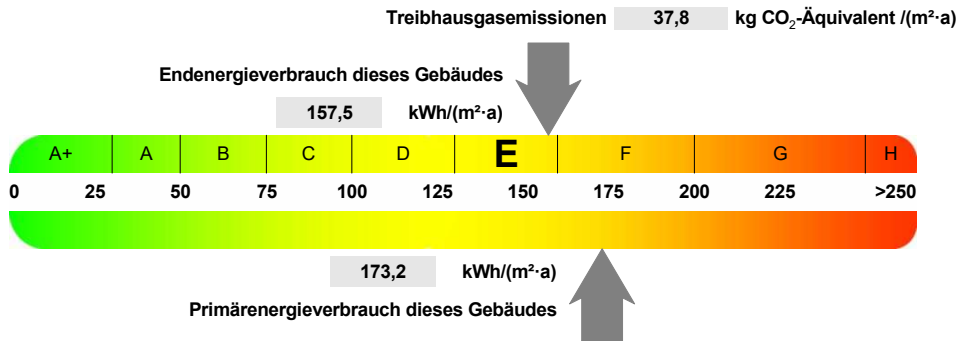 Treibhausgasemissionen 37,8 kg CO₂-Äquivalent /(m²·a)
Endenergieverbrauch dieses Gebäudes
157,5 kWh/(m²·a)
A+ A B C D E F G H
0 25 50 75 100 125 150 175 200 225 >250
173,2 kWh/(m²·a)
Primärenergieverbrauch dieses Gebäudes